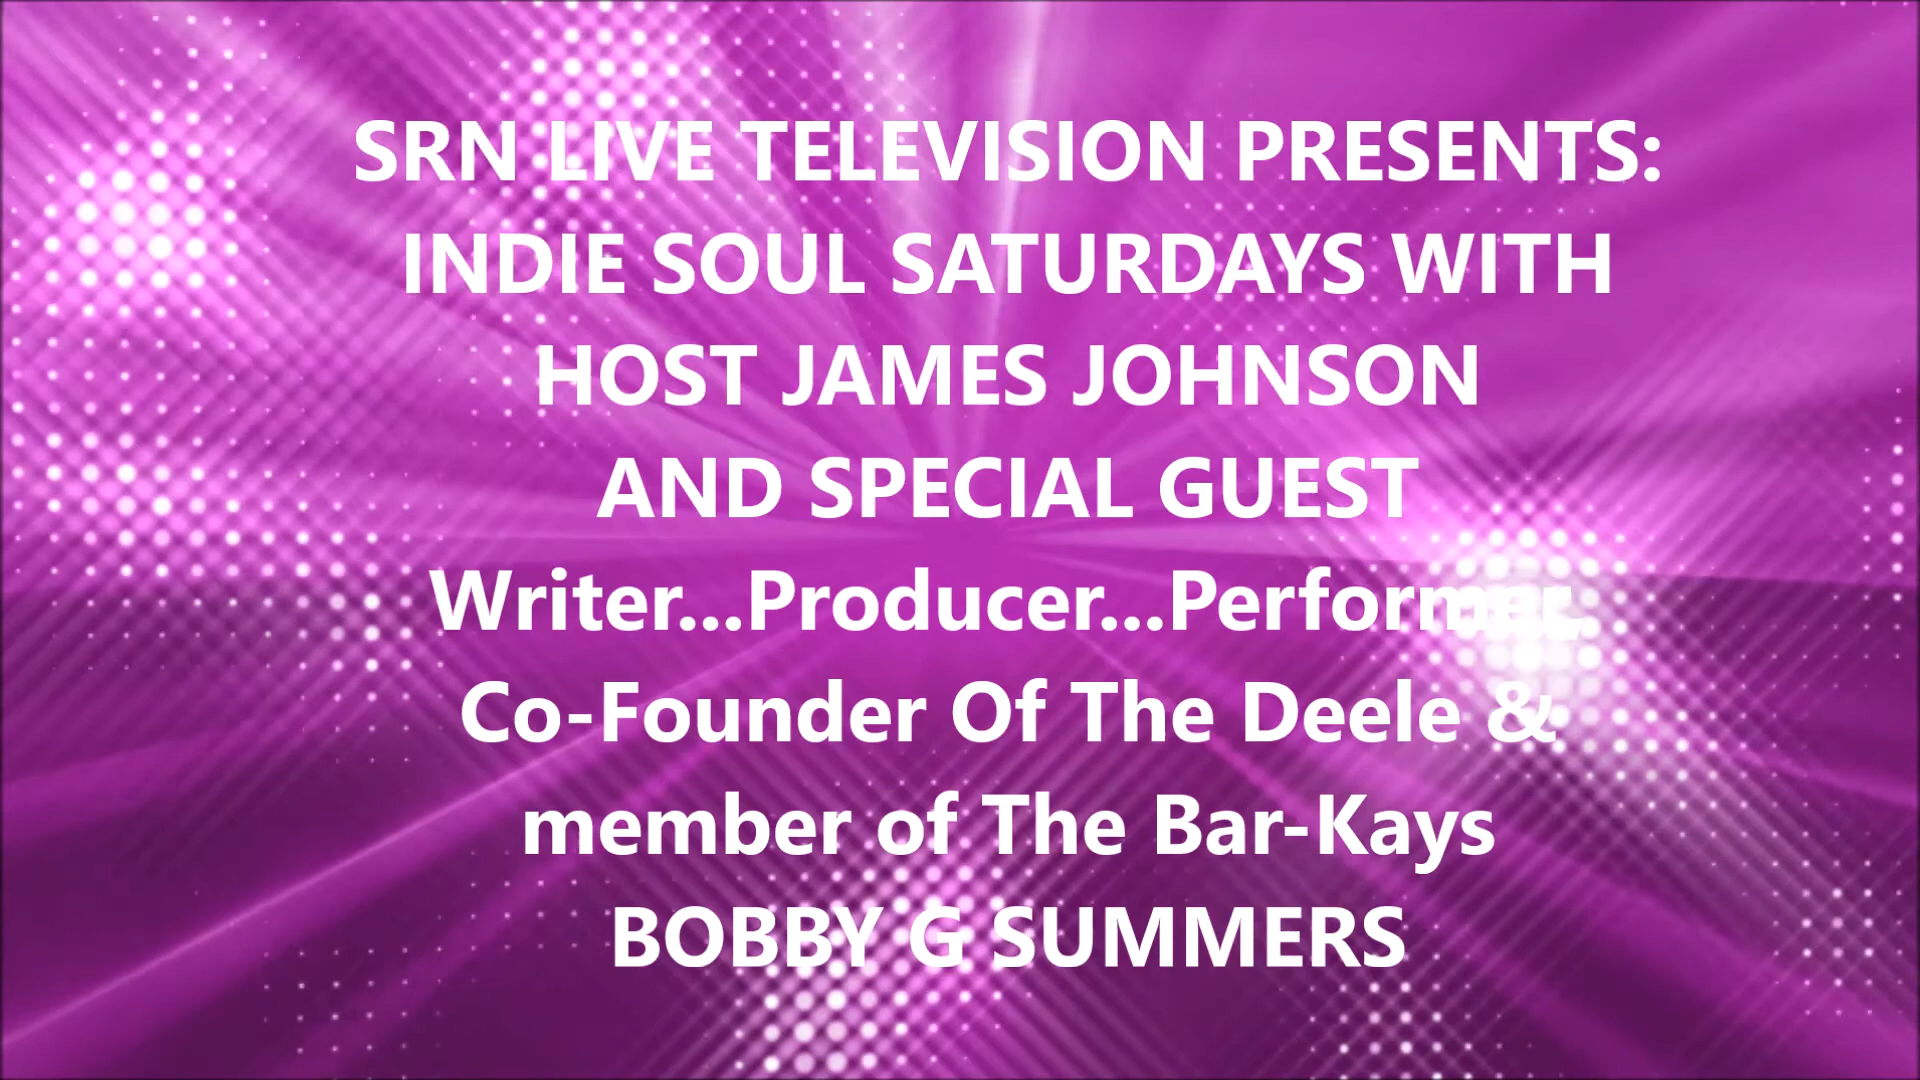 SRN LIVE TELEVISION PRESENTS:
INDIE SOUL SATURDAYS WITH
HOST JAMES JOHNSON
AND SPECIAL GUEST
Writer...Producer...Performer,
Co-Founder Of The Deele &
member of The Bar-Kays
BOBBY G SUMMERS